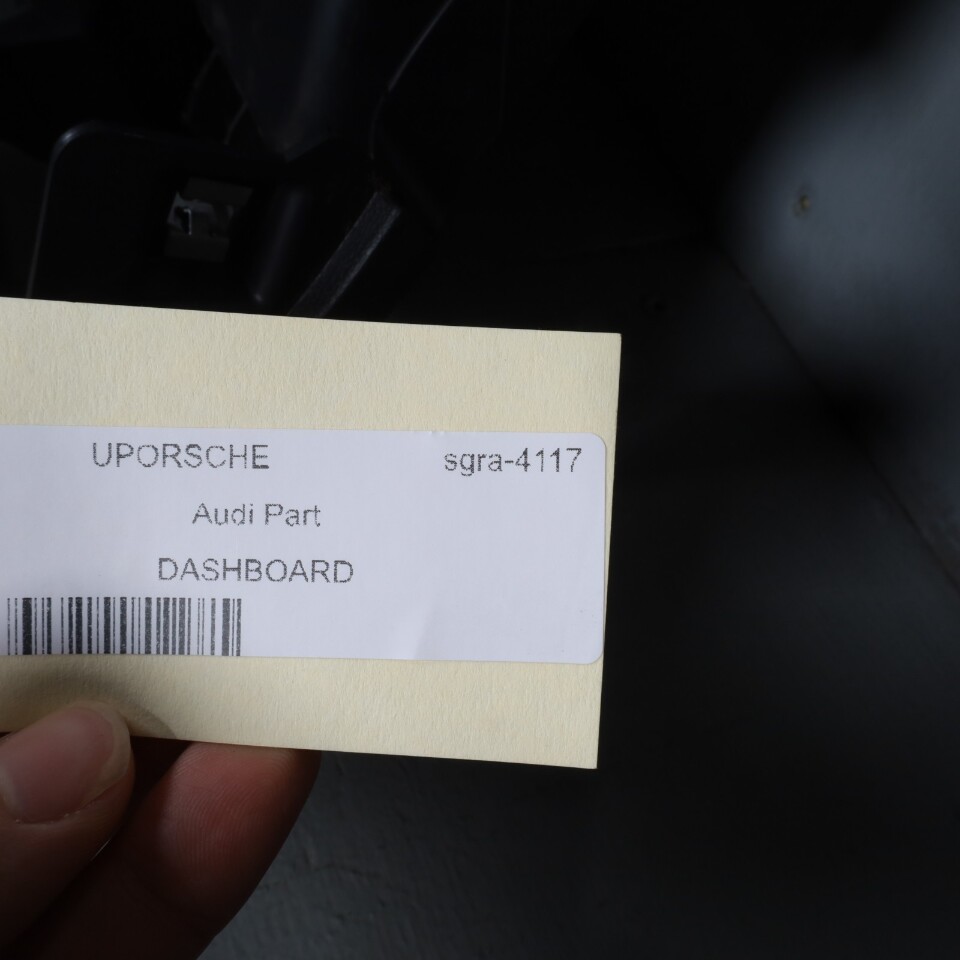 UPORSCHE sgra-4117
Audi Part
DASHBOARD